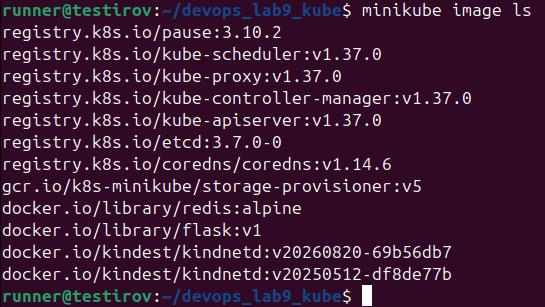 runner@testirov:~/devops_lab9_kube$ minikube image ls
registry.k8s.io/pause:3.10.2
registry.k8s.io/kube-scheduler:v1.37.0
registry.k8s.io/kube-proxy:v1.37.0
registry.k8s.io/kube-controller-manager:v1.37.0
registry.k8s.io/kube-apiserver:v1.37.0
registry.k8s.io/etcd:3.7.0-0
registry.k8s.io/coredns/coredns:v1.14.6
gcr.io/k8s-minikube/storage-provisioner:v5
docker.io/library/redis:alpine
docker.io/library/flask:v1
docker.io/kindest/kindnetd:v20260820-69b56db7
docker.io/kindest/kindnetd:v20250512-df8de77b
runner@testirov:~/devops_lab9_kube$